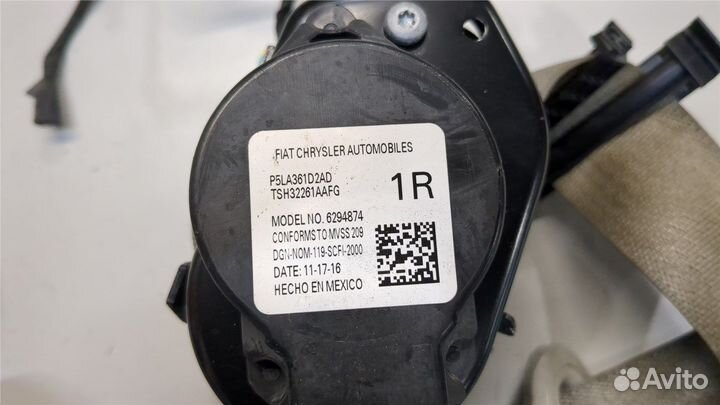 FIAT CHRYSLER AUTOMOBILES
P5LA361D2AD
TSH32261AAFG
1R
MODEL NO. 6294874
CONFORMS TO MVSS 209
DGN-NOM-119-SCFI-2000
DATE: 11-17-16
HECHO EN MEXICO
Avito